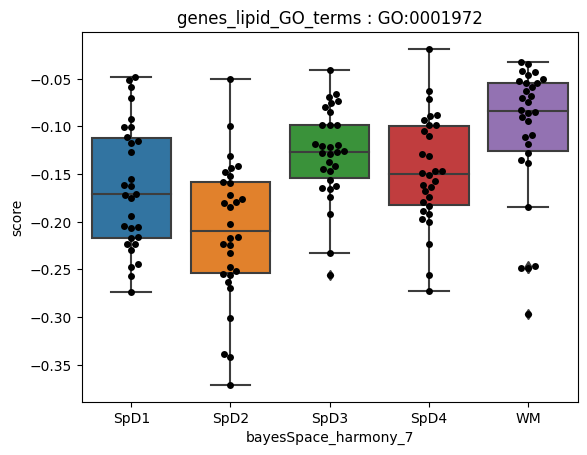 genes_lipid_GO_terms : GO:0001972
−0.05
−0.10
−0.15
−0.20
−0.25
−0.30
−0.35
score
SpD1 SpD2 SpD3 SpD4 WM
bayesSpace_harmony_7